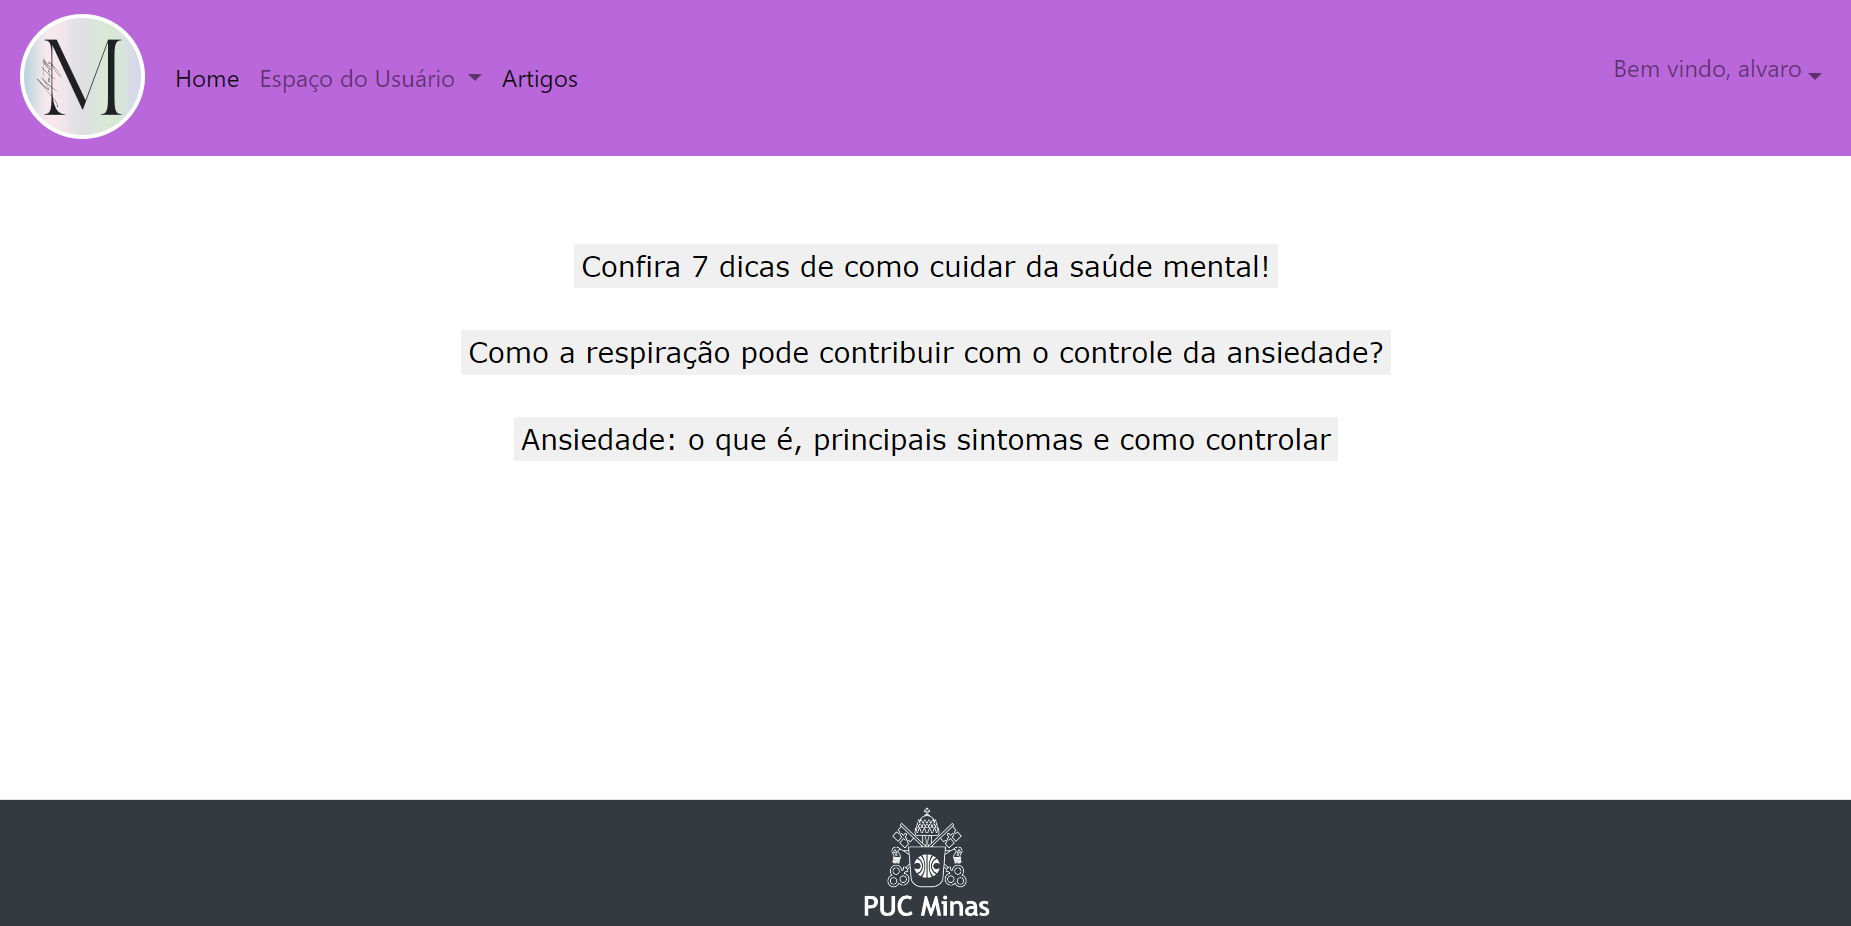 M
Home Espaço do Usuário Artigos
Bem vindo, alvaro
Confira 7 dicas de como cuidar da saúde mental!
Como a respiração pode contribuir com o controle da ansiedade?
Ansiedade: o que é, principais sintomas e como controlar
PUC Minas